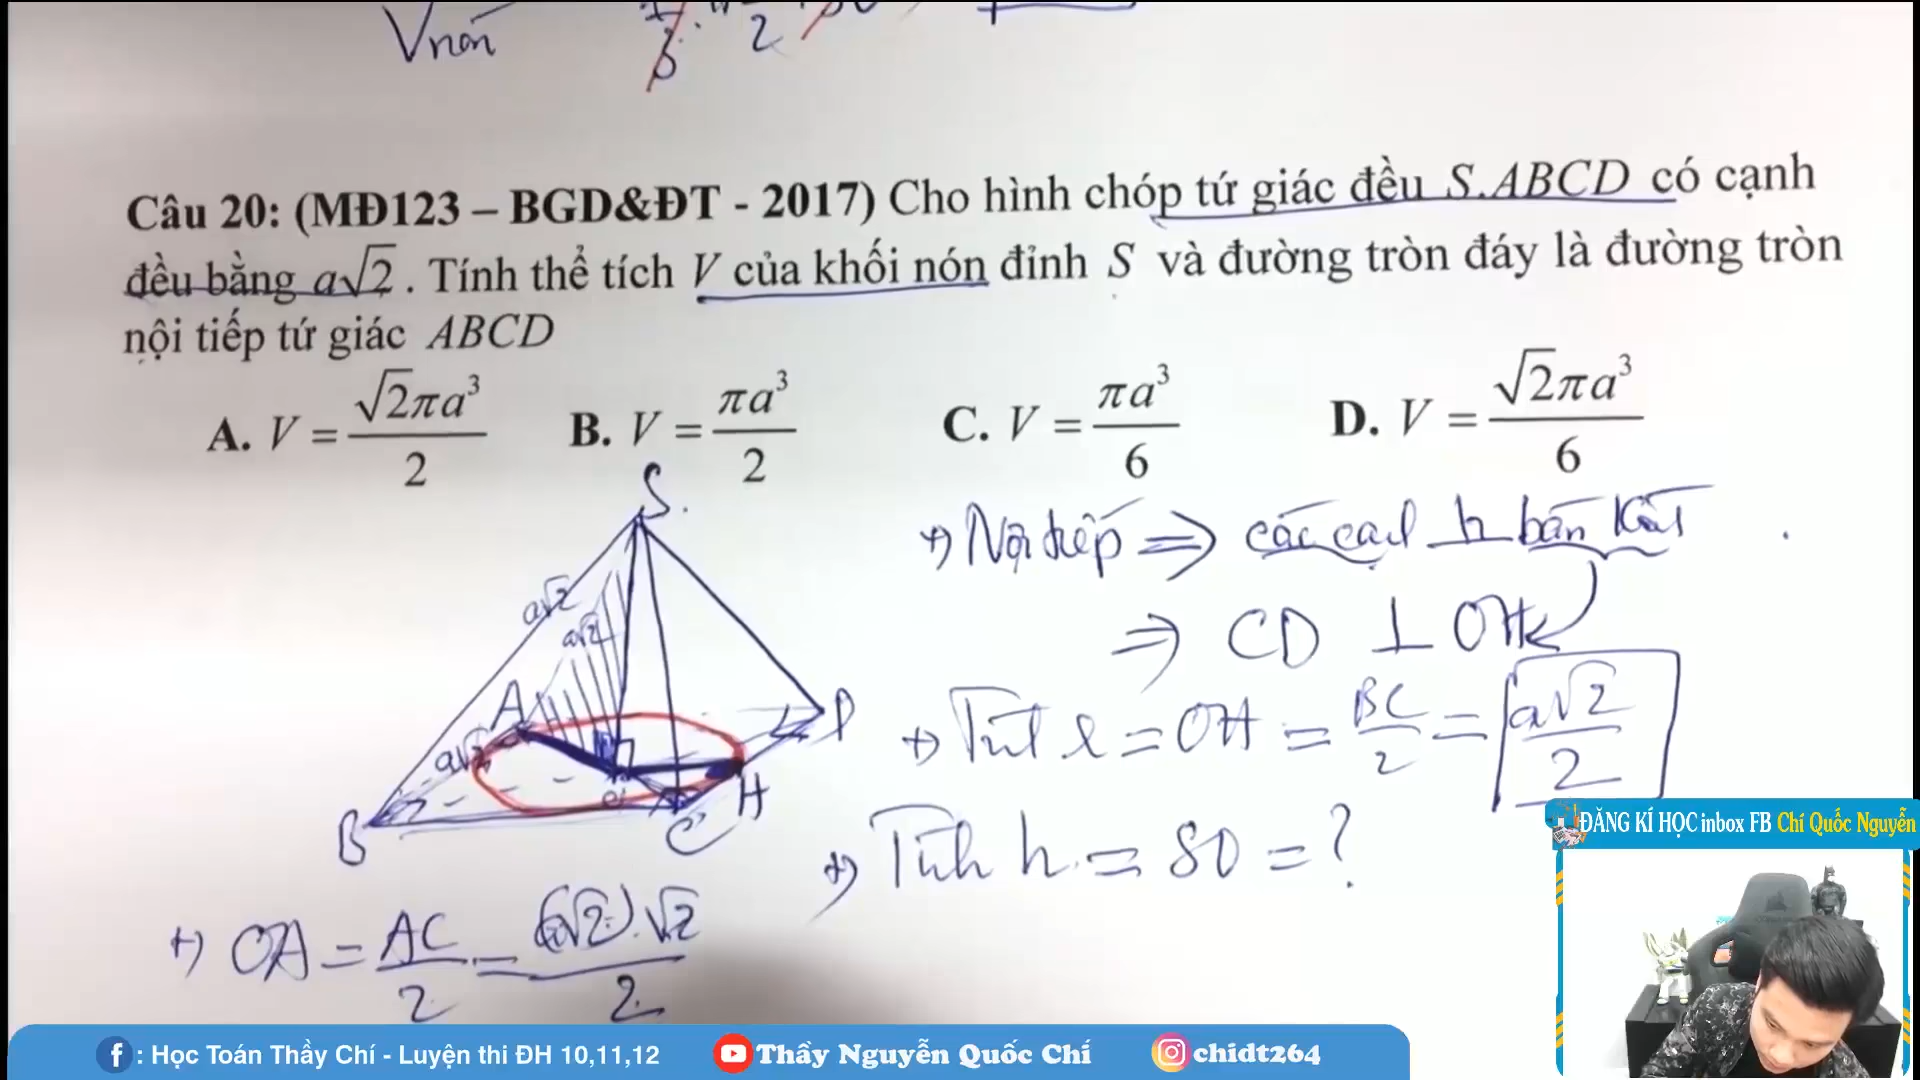 Vnón
2
Câu 20: (MĐ123 – BGD&ĐT - 2017) Cho hình chóp tứ giác đều S.ABCD có cạnh
đều bằng a√2. Tính thể tích V của khối nón đỉnh S và đường tròn đáy là đường tròn
nội tiếp tứ giác ABCD
A. V = √2πa³/2 B. V = πa³/2 C. V = πa³/6 D. V = √2πa³/6
S.
a√2
a√2
A
D
a√2
H
B
C
+) Nội tiếp ⇒ các cạnh ⊥ bán kính
⇒ CD ⊥ OH
+) Tính r = OH = BC/2 = a√2/2
+) Tính h = SO = ?
+) OA = AC/2 = (a√2).√2/2
ĐĂNG KÍ HỌC inbox FB Chí Quốc Nguyễn
: Học Toán Thầy Chí - Luyện thi ĐH 10,11,12
Thầy Nguyễn Quốc Chí
chidt264